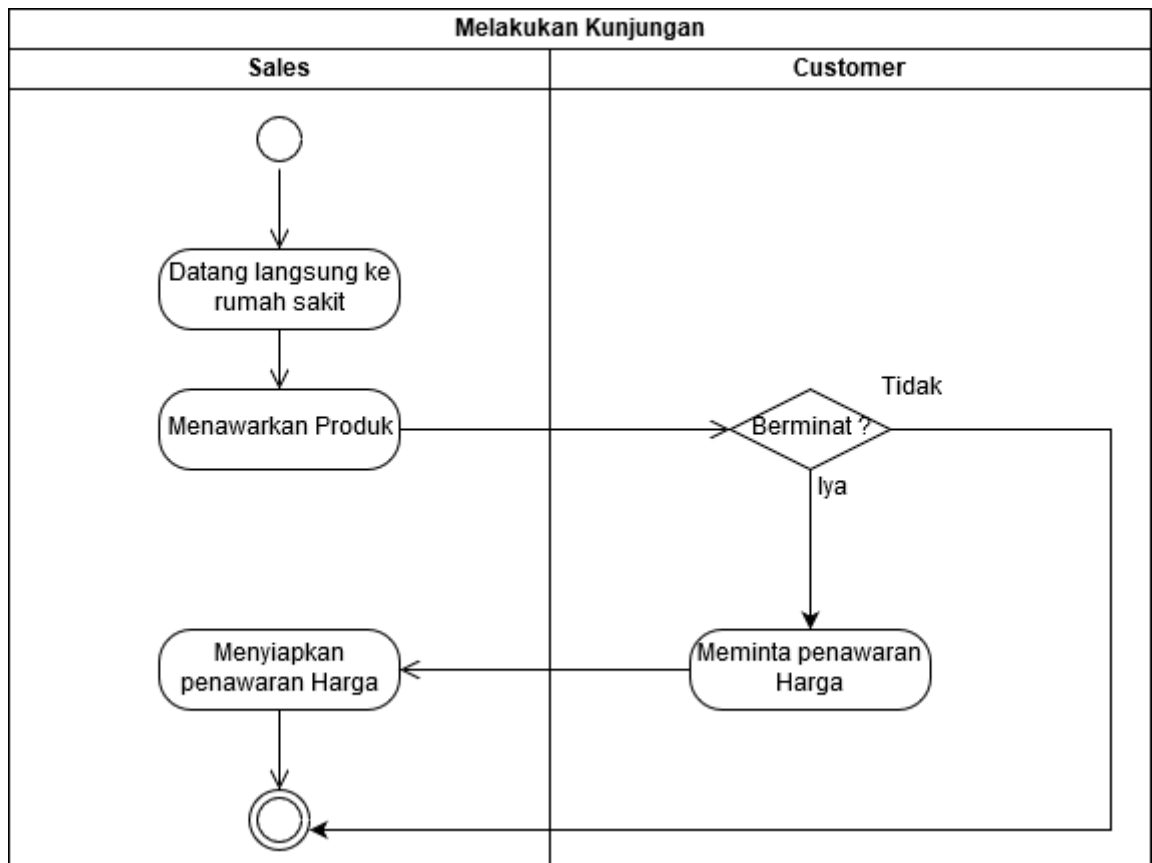 Melakukan Kunjungan
Sales
Customer
Datang langsung ke
rumah sakit
Menawarkan Produk
Berminat ?
Tidak
Iya
Meminta penawaran
Harga
Menyiapkan
penawaran Harga